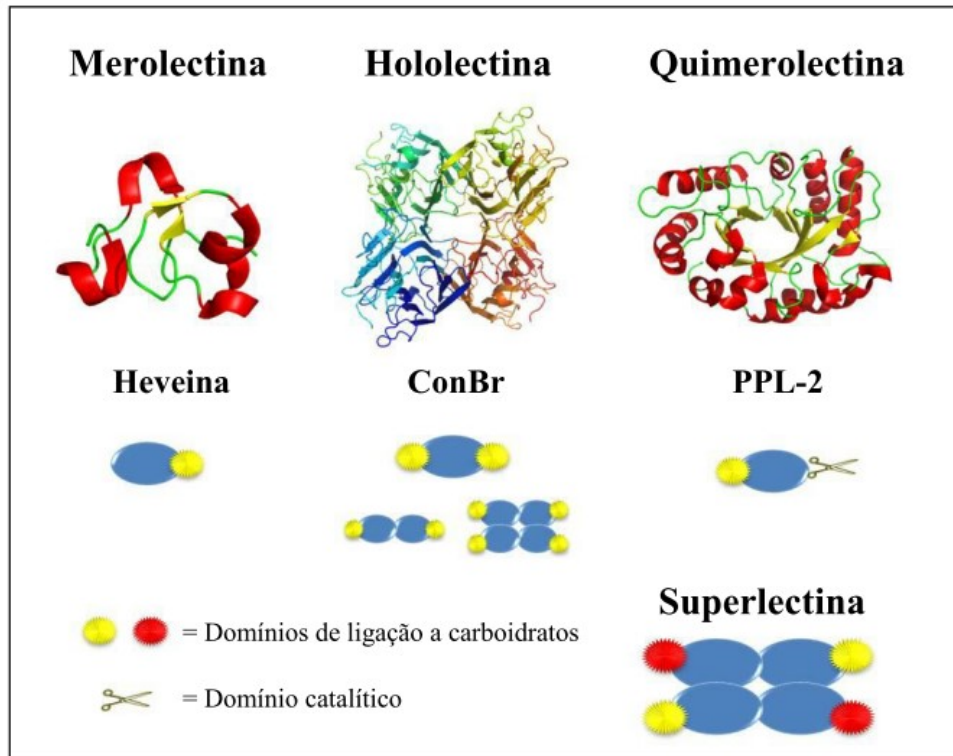 Merolectina
Hololectina
Quimerolectina
Heveina
ConBr
PPL-2
Superlectina
= Domínios de ligação a carboidratos
= Domínio catalítico